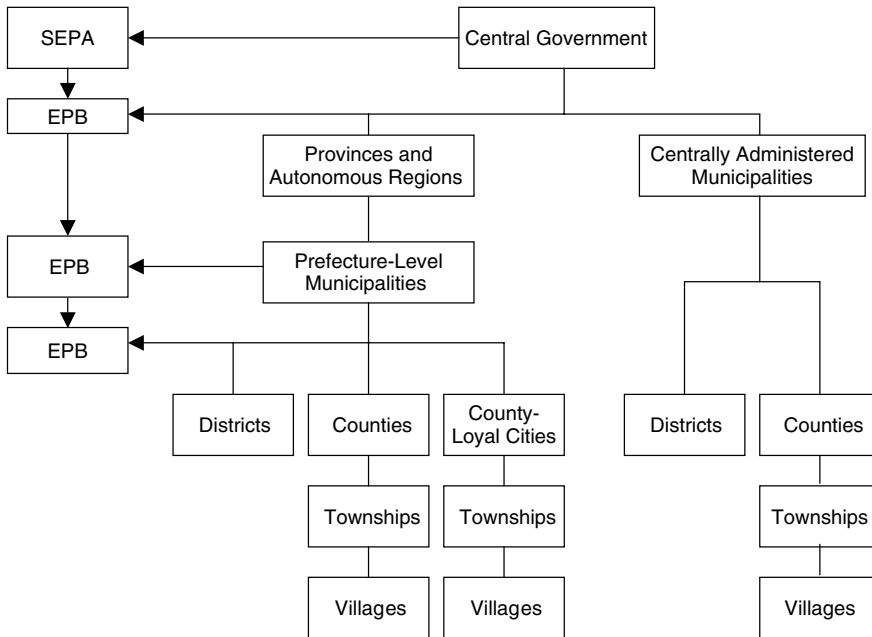 SEPA
Central Government
EPB
Provinces and
Autonomous Regions
Centrally Administered
Municipalities
EPB
Prefecture-Level
Municipalities
EPB
Districts
Counties
County-
Loyal Cities
Districts
Counties
Townships
Townships
Townships
Villages
Villages
Villages